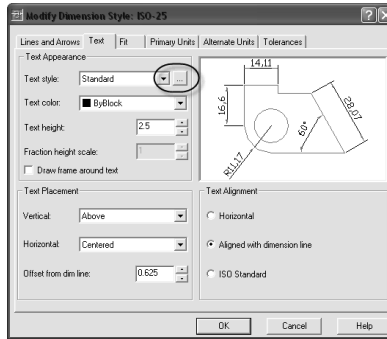 Modify Dimension Style: ISO-25
Lines and Arrows Text Fit Primary Units Alternate Units Tolerances
Text Appearance
Text style: Standard ...
Text color: ByBlock
Text height: 2.5
Fraction height scale: 1
Draw frame around text
14,11
16,6
28,07
60°
R11,17
Text Placement
Vertical: Above
Horizontal: Centered
Offset from dim line: 0.625
Text Alignment
Horizontal
Aligned with dimension line
ISO Standard
OK Cancel Help